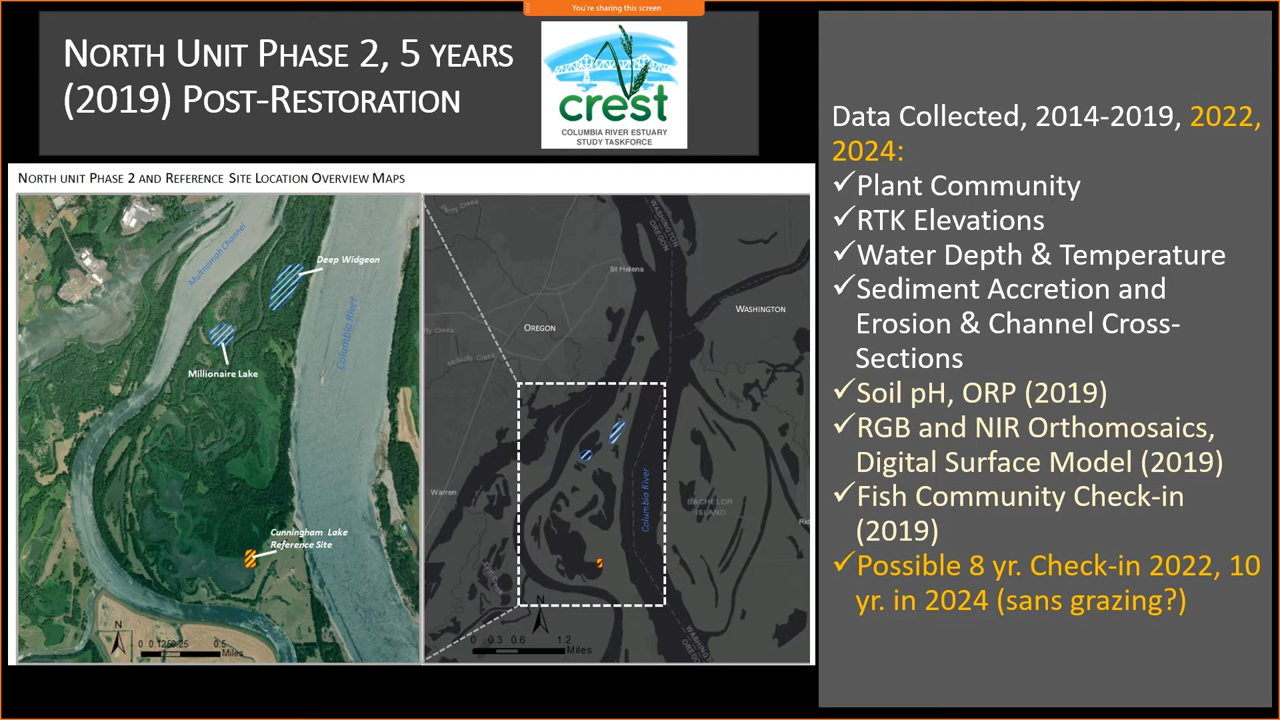 You're sharing this screen
NORTH UNIT PHASE 2, 5 YEARS
(2019) POST-RESTORATION
crest
COLUMBIA RIVER ESTUARY
STUDY TASKFORCE
NORTH UNIT PHASE 2 AND REFERENCE SITE LOCATION OVERVIEW MAPS
Multnomah Channel
Deep Widgeon
Columbia River
Millionaire Lake
Cunningham Lake
Reference Site
N
0 0.125 0.25 0.5
Miles
WASHINGTON
OREGON
St Helens
WASHINGTON
OREGON
McNulty Creek
Warren
Columbia River
BACHELOR
ISLAND
N
0 0.3 0.6 1.2
Miles
WASHINGT
Data Collected, 2014-2019, 2022,
2024:
✓Plant Community
✓RTK Elevations
✓Water Depth & Temperature
✓Sediment Accretion and
Erosion & Channel Cross-
Sections
✓Soil pH, ORP (2019)
✓RGB and NIR Orthomosaics,
Digital Surface Model (2019)
✓Fish Community Check-in
(2019)
✓Possible 8 yr. Check-in 2022, 10
yr. in 2024 (sans grazing?)